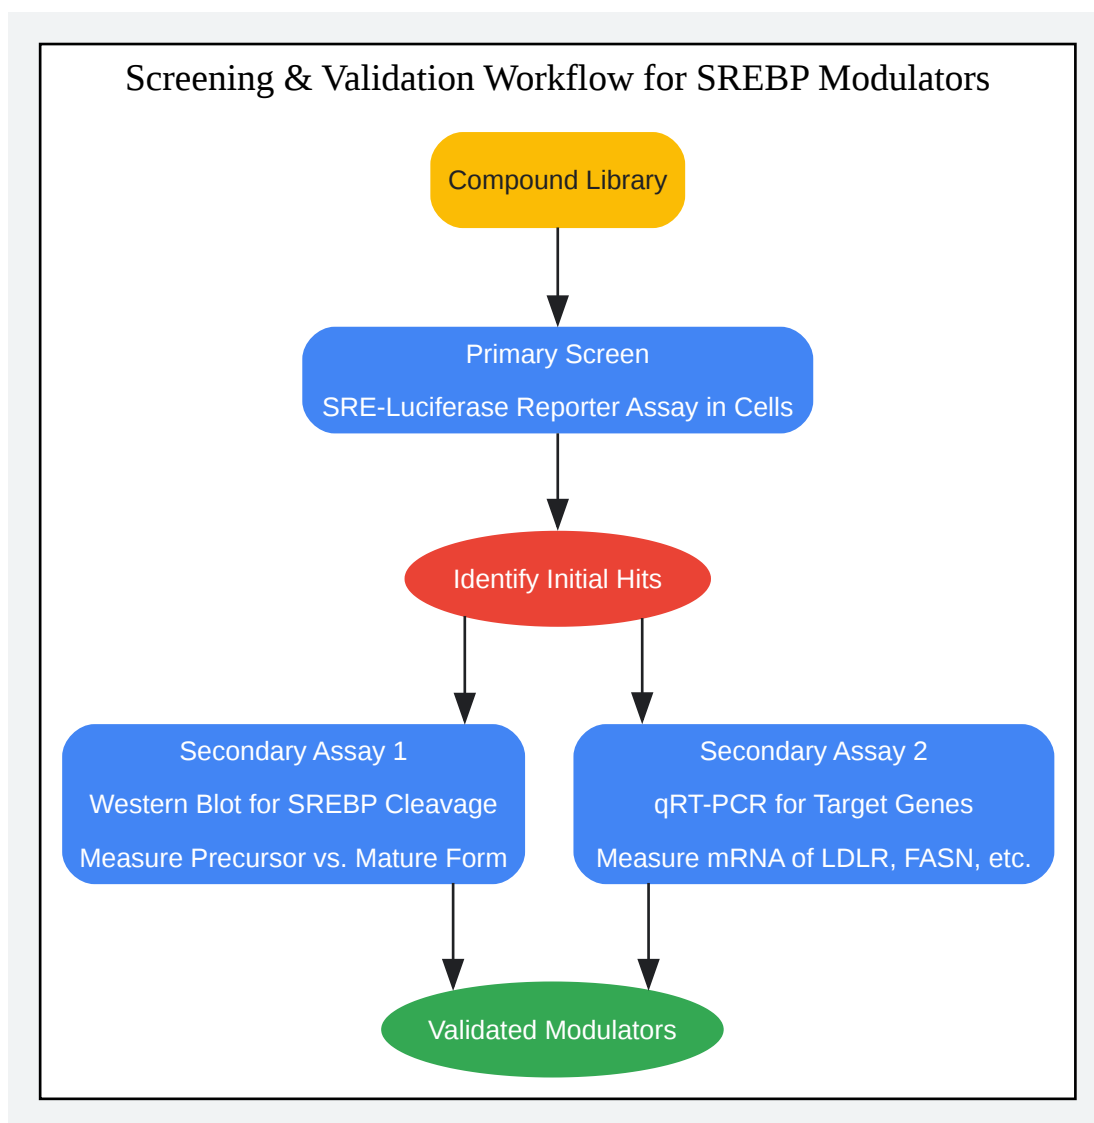 Screening & Validation Workflow for SREBP Modulators
Compound Library
Primary Screen
SRE-Luciferase Reporter Assay in Cells
Identify Initial Hits
Secondary Assay 1
Western Blot for SREBP Cleavage
Measure Precursor vs. Mature Form
Secondary Assay 2
qRT-PCR for Target Genes
Measure mRNA of LDLR, FASN, etc.
Validated Modulators